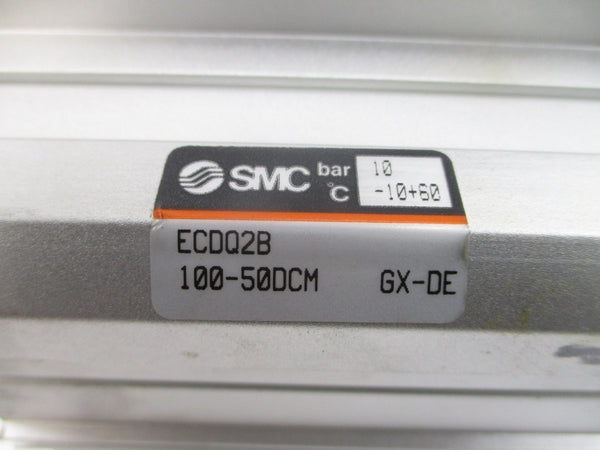 SMC bar 10
°C -10+60
ECDQ2B
100-50DCM GX-DE